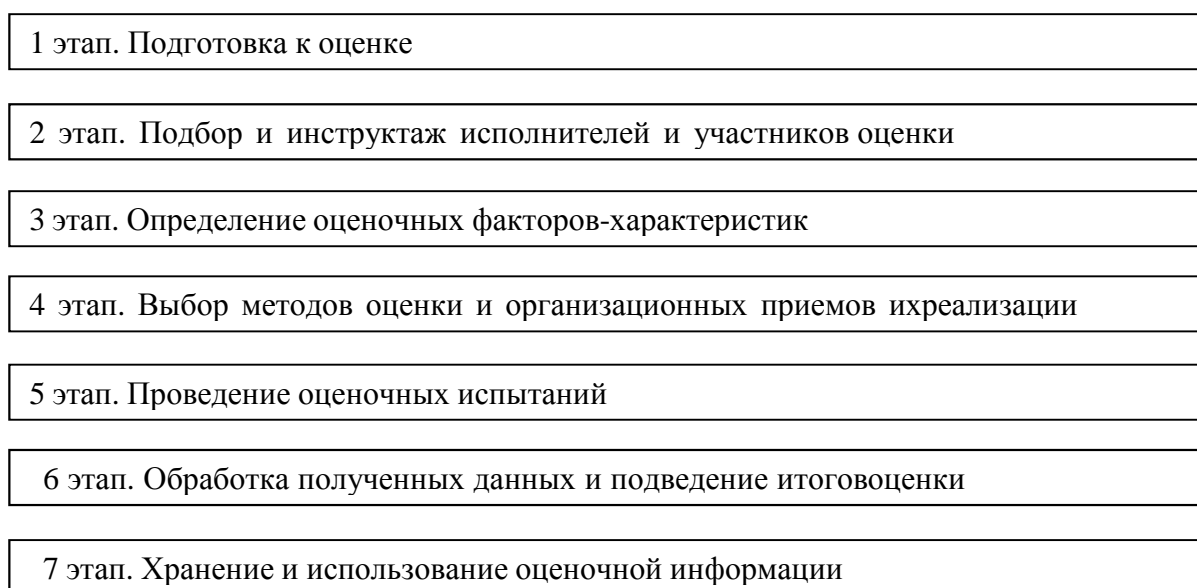 1 этап. Подготовка к оценке
2 этап. Подбор и инструктаж исполнителей и участников оценки
3 этап. Определение оценочных факторов-характеристик
4 этап. Выбор методов оценки и организационных приемов ихреализации
5 этап. Проведение оценочных испытаний
6 этап. Обработка полученных данных и подведение итоговоценки
7 этап. Хранение и использование оценочной информации